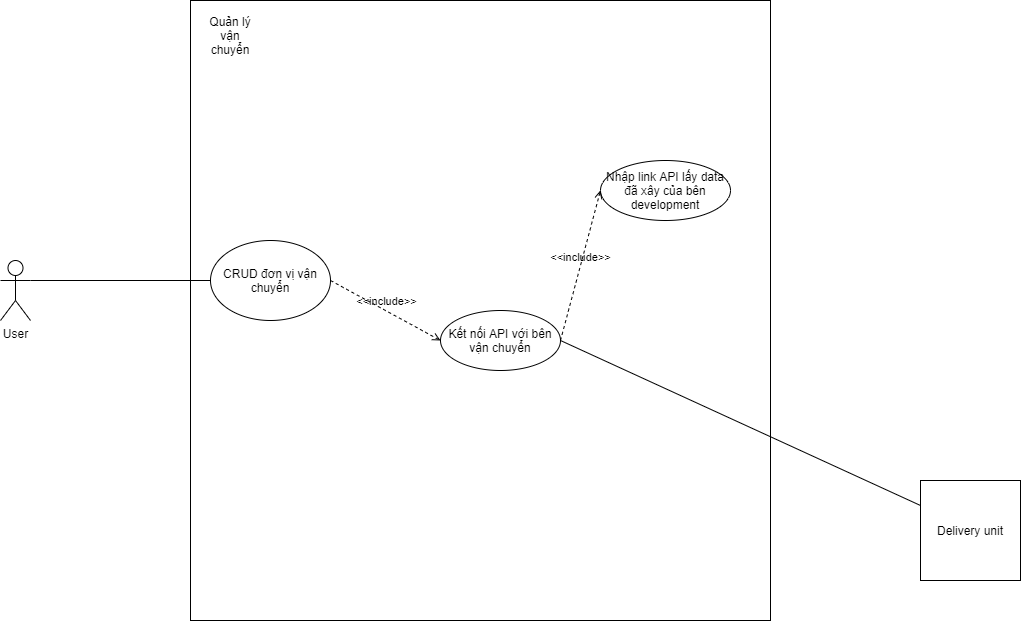 Quản lý
vận
chuyển
Nhập link API lấy data
đã xây của bên
development
<<include>>
CRUD đơn vị vận
chuyển
<<include>>
Kết nối API với bên
vận chuyển
User
Delivery unit